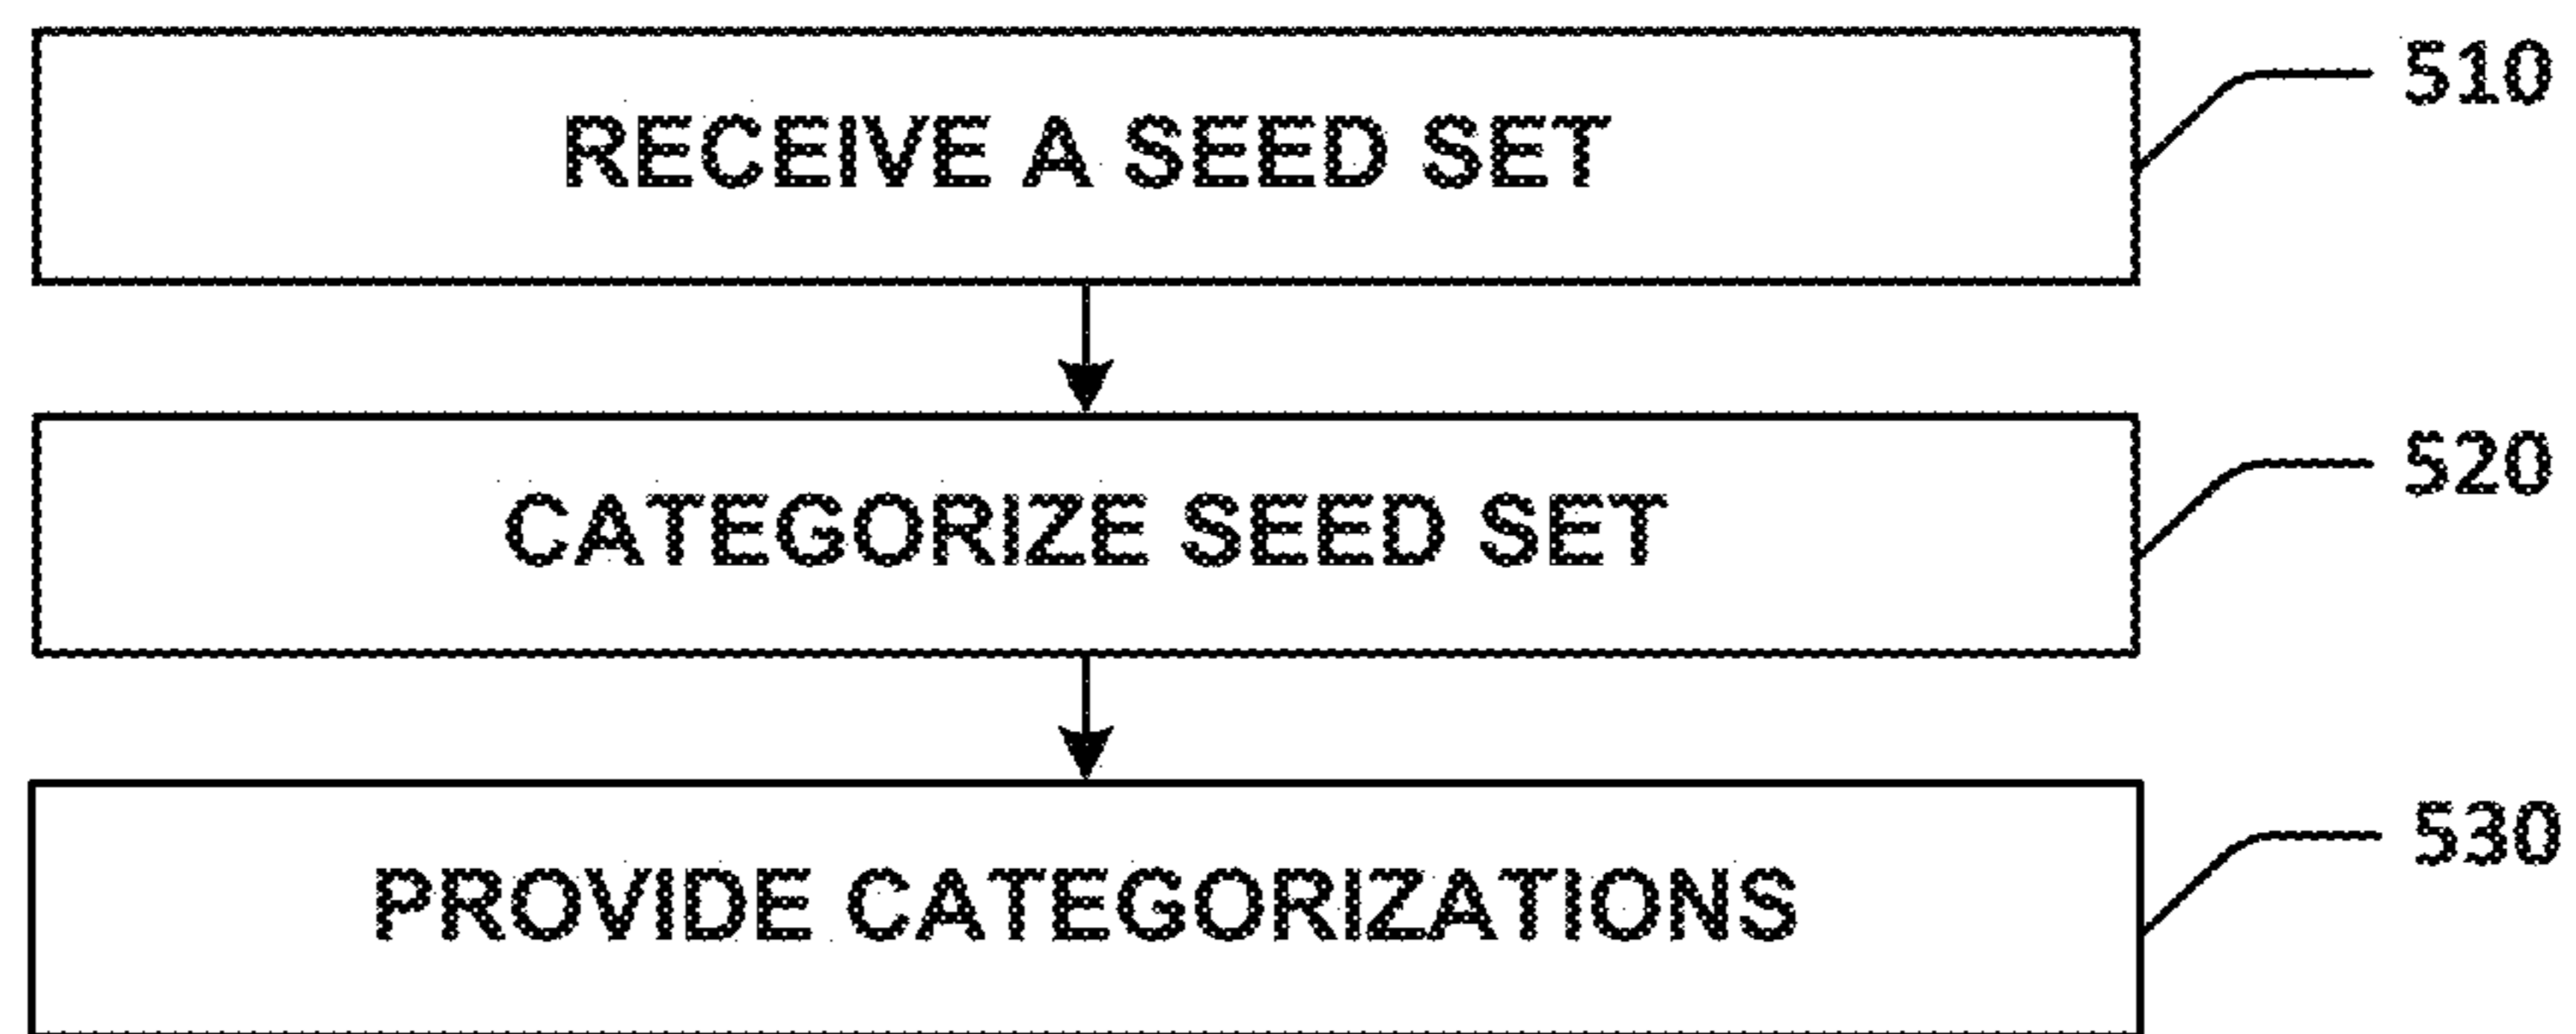 510
RECEIVE A SEED SET
520
CATEGORIZE SEED SET
530
PROVIDE CATEGORIZATIONS